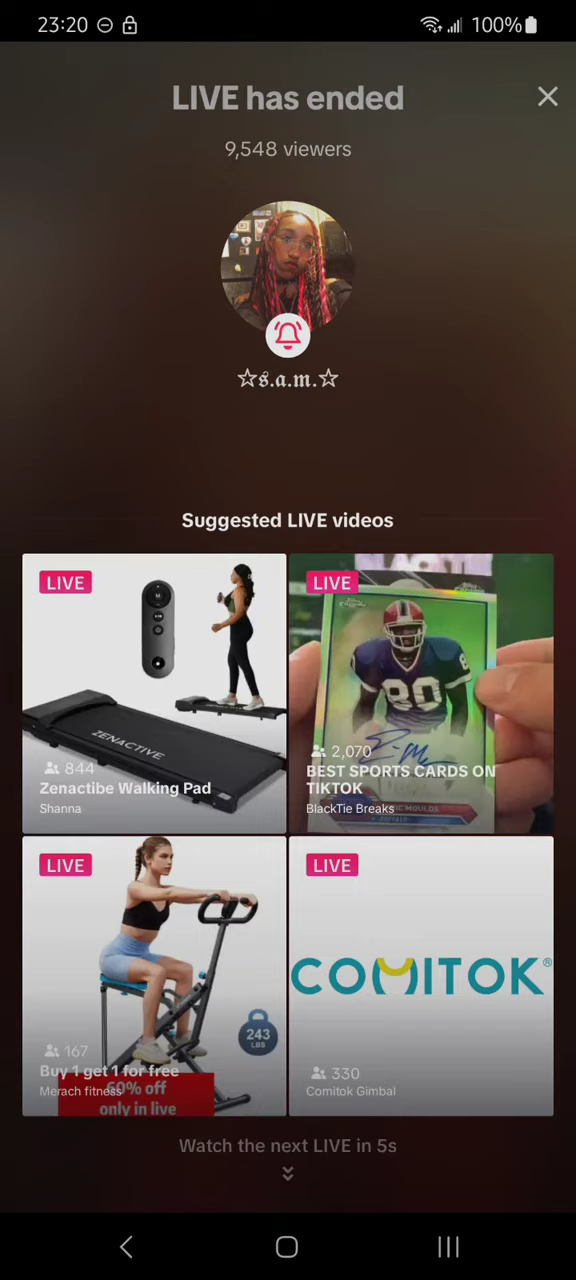 23:20
100%
LIVE has ended
9,548 viewers
☆𝖘.𝖆.𝖒.☆
Suggested LIVE videos
LIVE
ZENACTIVE
844
Zenactibe Walking Pad
Shanna
LIVE
80
2,070
BEST SPORTS CARDS ON
TIKTOK
BlackTie Breaks
LIVE
243
LBS
167
Buy 1 get 1 for free
60% off
Merach fitness
only in live
LIVE
COMITOK®
330
Comitok Gimbal
Watch the next LIVE in 5s